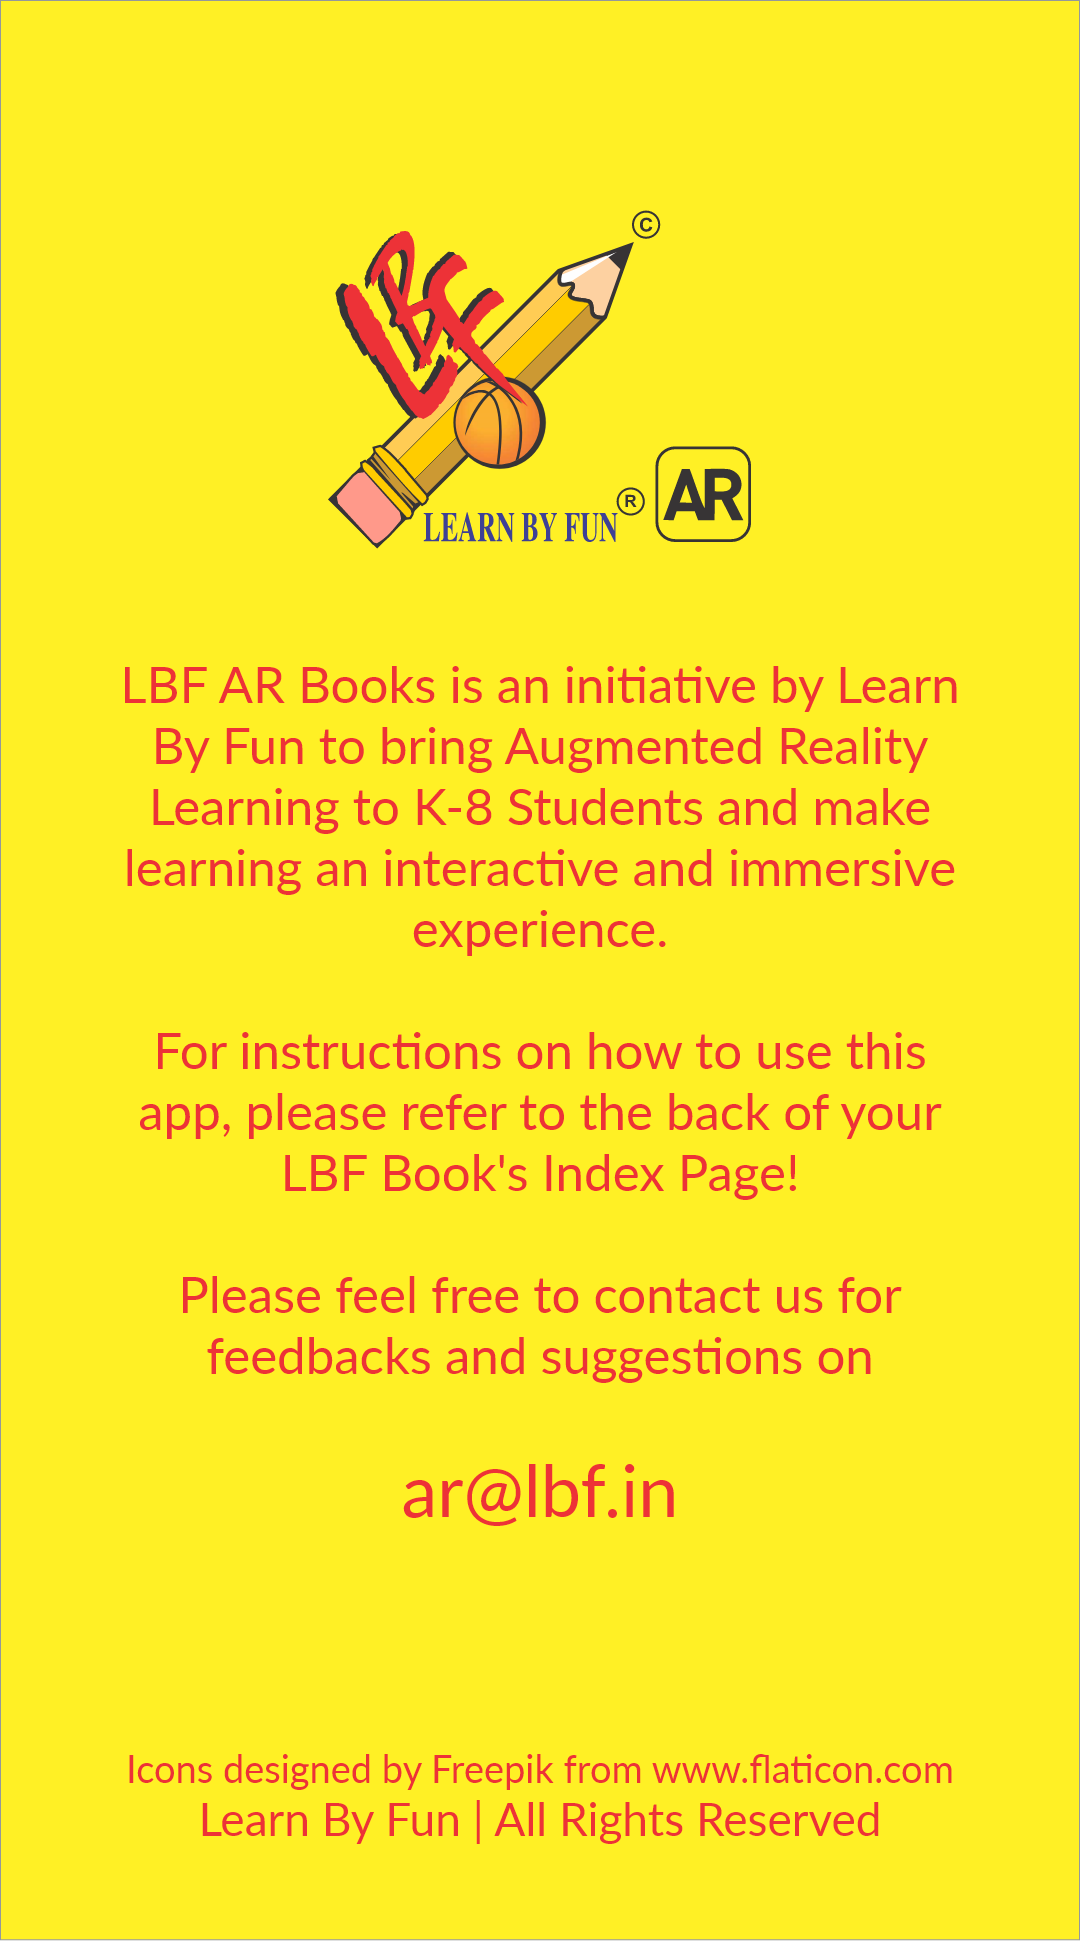 ©
LBF
LEARN BY FUN ®
AR
LBF AR Books is an initiative by Learn
By Fun to bring Augmented Reality
Learning to K-8 Students and make
learning an interactive and immersive
experience.
For instructions on how to use this
app, please refer to the back of your
LBF Book's Index Page!
Please feel free to contact us for
feedbacks and suggestions on
ar@lbf.in
Icons designed by Freepik from www.flaticon.com
Learn By Fun | All Rights Reserved